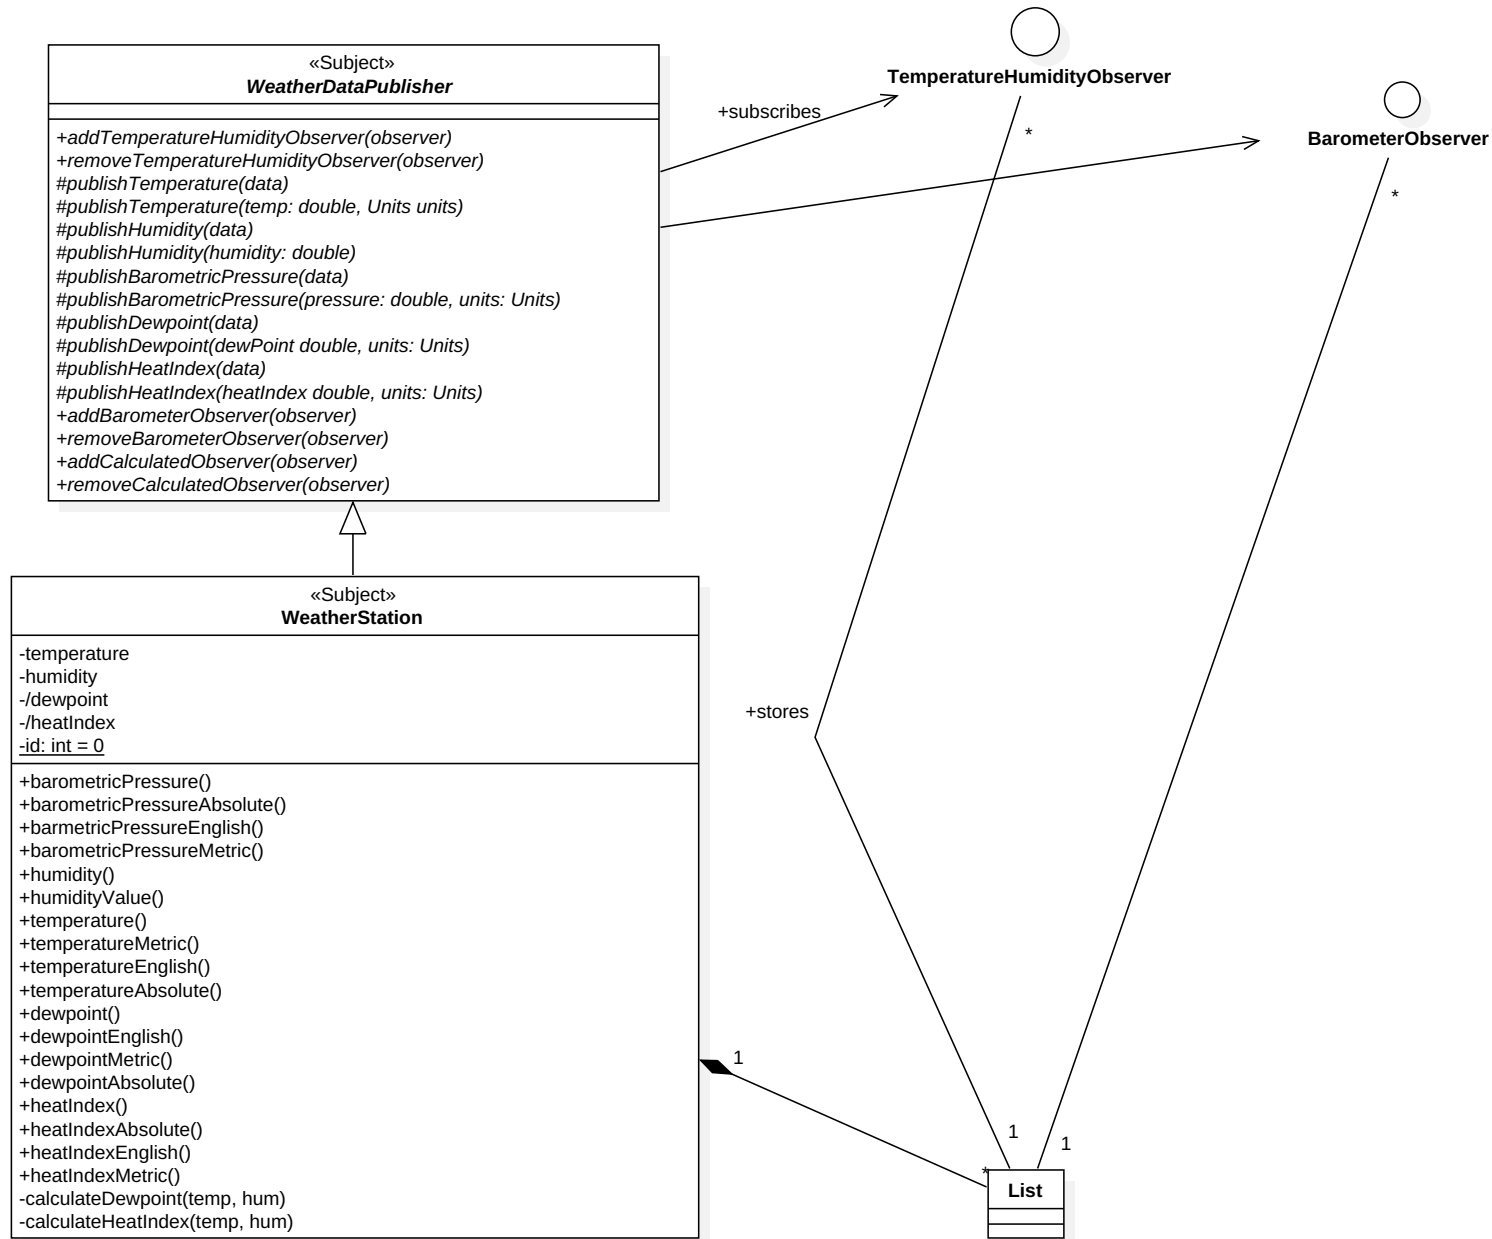 «Subject»
WeatherDataPublisher
+addTemperatureHumidityObserver(observer)
+removeTemperatureHumidityObserver(observer)
#publishTemperature(data)
#publishTemperature(temp: double, Units units)
#publishHumidity(data)
#publishHumidity(humidity: double)
#publishBarometricPressure(data)
#publishBarometricPressure(pressure: double, units: Units)
#publishDewpoint(data)
#publishDewpoint(dewPoint double, units: Units)
#publishHeatIndex(data)
#publishHeatIndex(heatIndex double, units: Units)
+addBarometerObserver(observer)
+removeBarometerObserver(observer)
+addCalculatedObserver(observer)
+removeCalculatedObserver(observer)
+subscribes
TemperatureHumidityObserver
*
BarometerObserver
*
«Subject»
WeatherStation
-temperature
-humidity
-/dewpoint
-/heatIndex
-id: int = 0
+barometricPressure()
+barometricPressureAbsolute()
+barmetricPressureEnglish()
+barometricPressureMetric()
+humidity()
+humidityValue()
+temperature()
+temperatureMetric()
+temperatureEnglish()
+temperatureAbsolute()
+dewpoint()
+dewpointEnglish()
+dewpointMetric()
+dewpointAbsolute()
+heatIndex()
+heatIndexAbsolute()
+heatIndexEnglish()
+heatIndexMetric()
-calculateDewpoint(temp, hum)
-calculateHeatIndex(temp, hum)
+stores
1
1
1
*
List